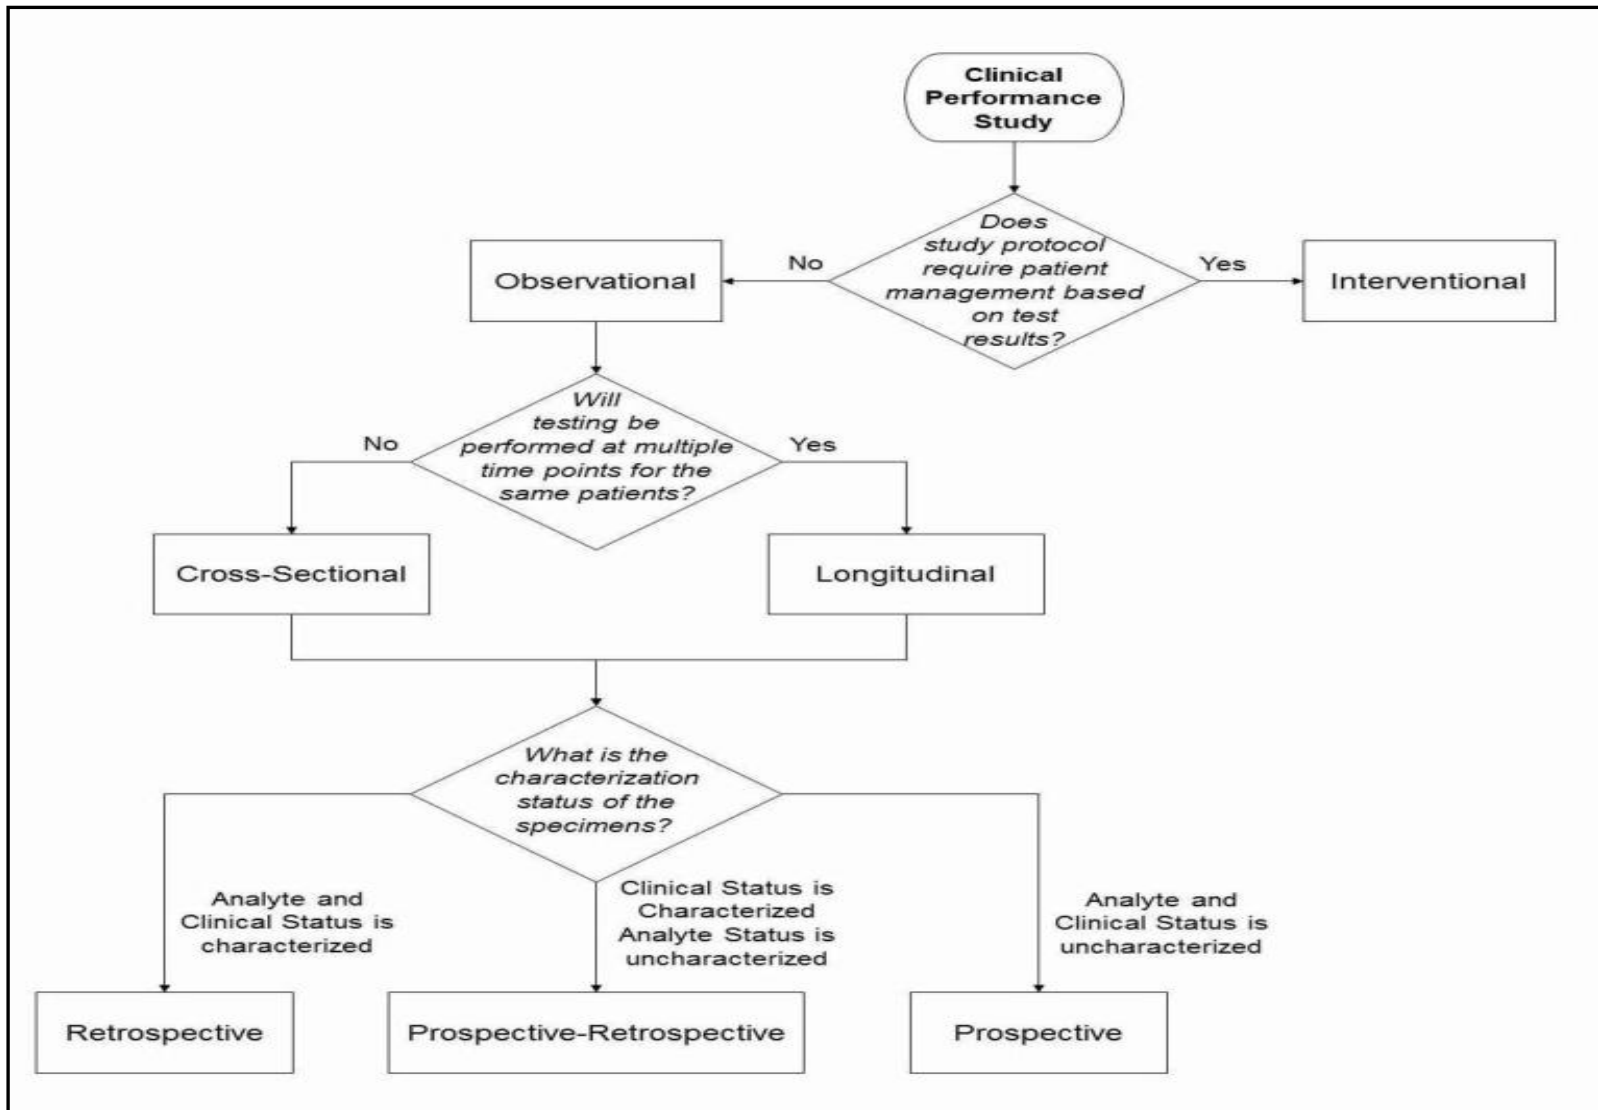 Clinical
Performance
Study
Does
study protocol
require patient
management based
on test
results?
No
Yes
Observational
Interventional
Will
testing be
performed at multiple
time points for the
same patients?
No
Yes
Cross-Sectional
Longitudinal
What is the
characterization
status of the
specimens?
Analyte and
Clinical Status is
characterized
Clinical Status is
Characterized
Analyte Status is
uncharacterized
Analyte and
Clinical Status is
uncharacterized
Retrospective
Prospective-Retrospective
Prospective